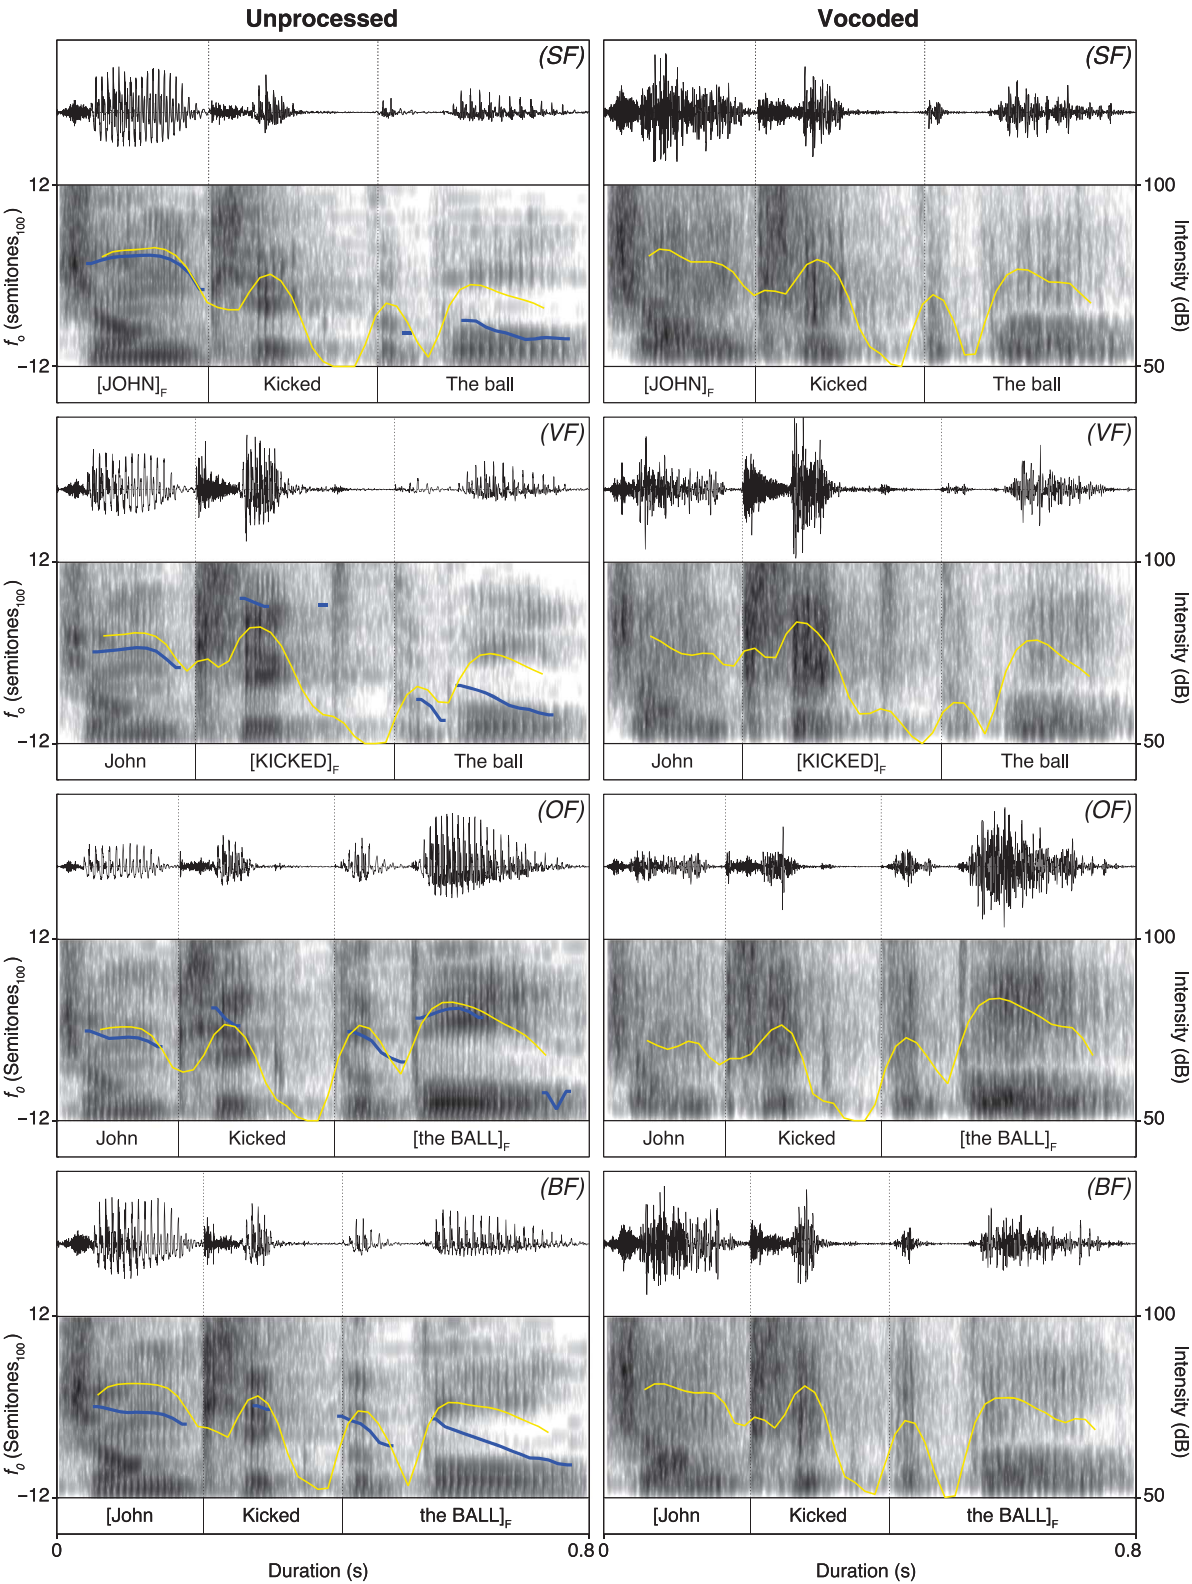 Unprocessed Vocoded
(SF) (SF)
12 100
fo (semitones100) Intensity (dB)
−12 50
[JOHN]F Kicked The ball [JOHN]F Kicked The ball
(VF) (VF)
12 100
fo (semitones100) Intensity (dB)
−12 50
John [KICKED]F The ball John [KICKED]F The ball
(OF) (OF)
12 100
f0 (Semitones100) Intensity (dB)
−12 50
John Kicked [the BALL]F John Kicked [the BALL]F
(BF) (BF)
12 100
f0 (Semitones100) Intensity (dB)
−12 50
[John Kicked the BALL]F [John Kicked the BALL]F
0 0.8 0 0.8
Duration (s) Duration (s)